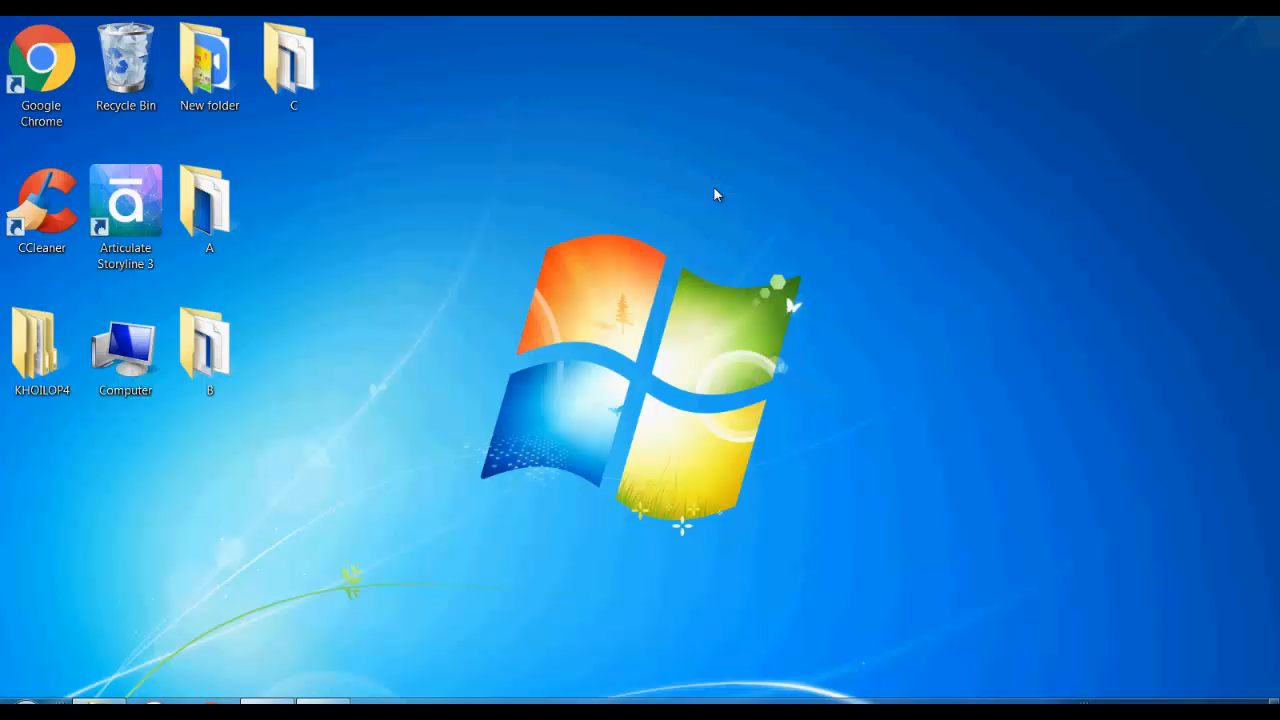 Google
Chrome
Recycle Bin
New folder
C
CCleaner
Articulate
Storyline 3
A
KHOILOP4
Computer
B